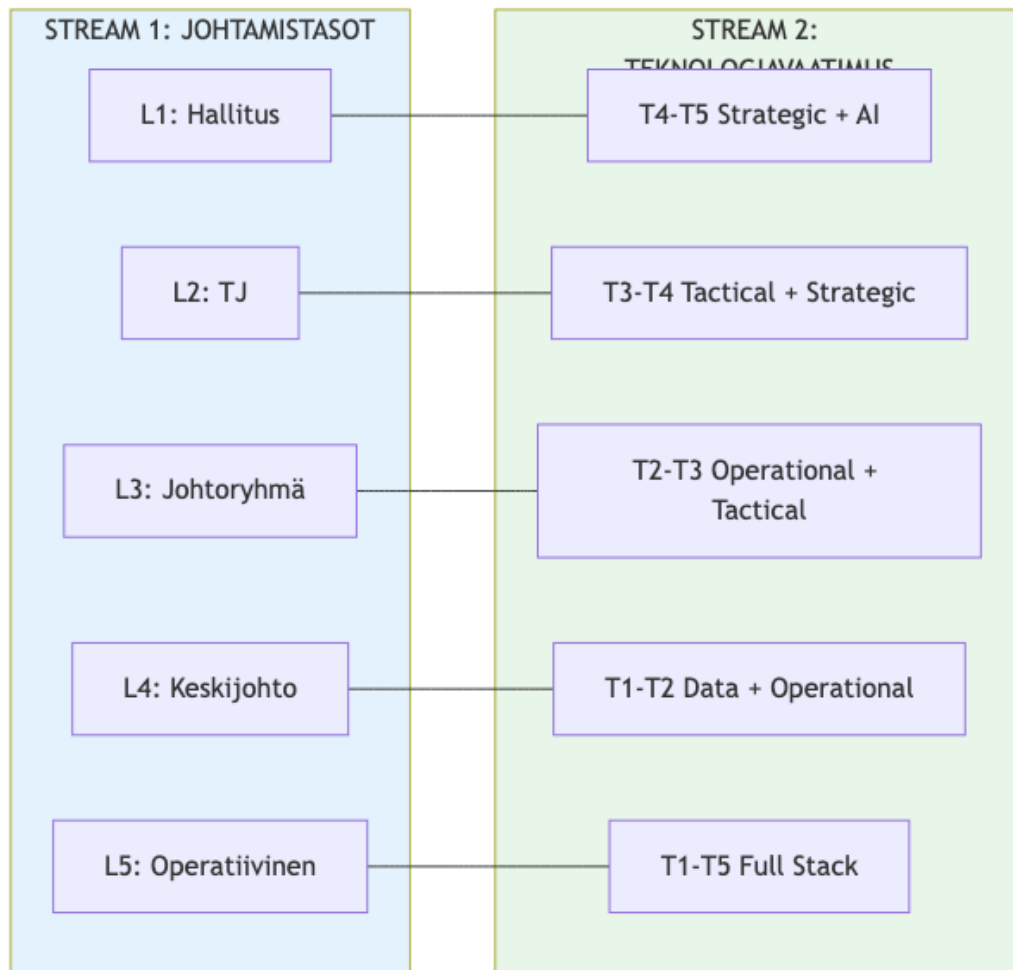 STREAM 1: JOHTAMISTASOT
L1: Hallitus
L2: TJ
L3: Johtoryhmä
L4: Keskijohto
L5: Operatiivinen
STREAM 2:
TEKNOLOGIAVAATIMUS
T4-T5 Strategic + AI
T3-T4 Tactical + Strategic
T2-T3 Operational +
Tactical
T1-T2 Data + Operational
T1-T5 Full Stack